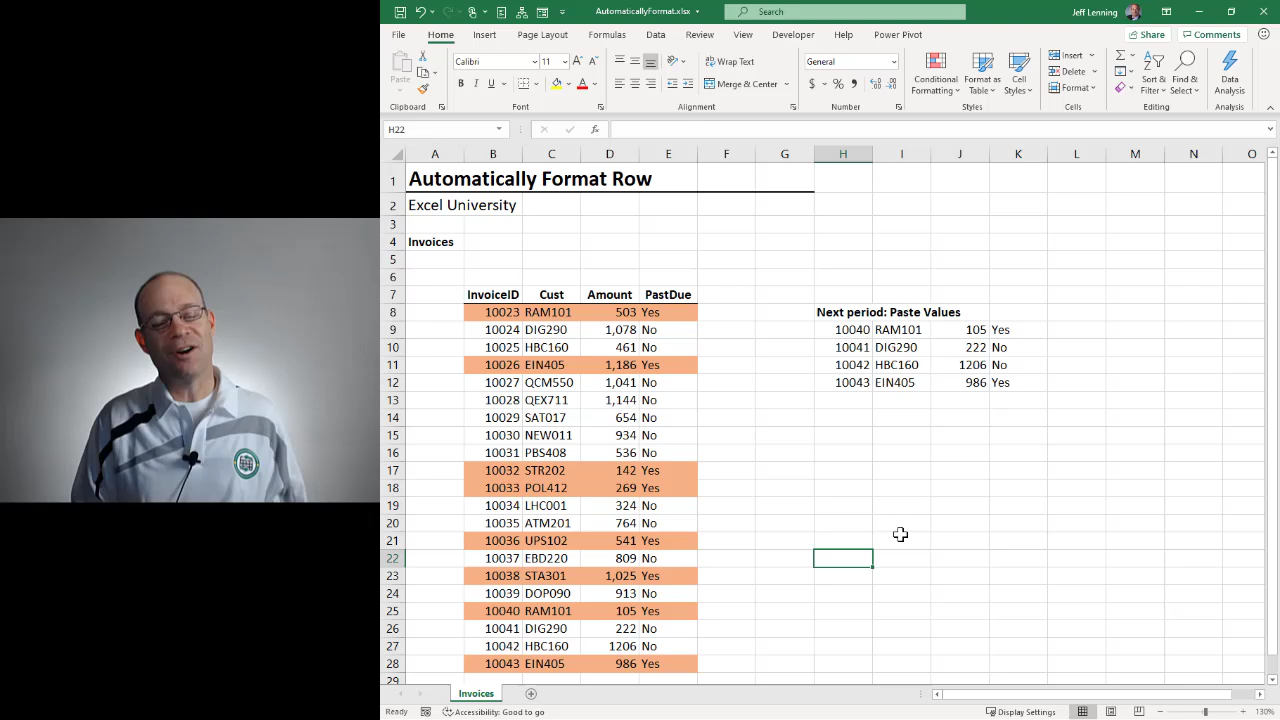 AutomaticallyFormat.xlsx
Search
Jeff Lenning
File Home Insert Page Layout Formulas Data Review View Developer Help Power Pivot Share Comments
Paste
Calibri 11
B I U
Wrap Text
Merge & Center
General
$ % ,
Conditional Formatting
Format as Table
Cell Styles
Insert
Delete
Format
Sort & Filter
Find & Select
Data Analysis
Clipboard Font Alignment Number Styles Cells Editing Analysis
H22 fx
A B C D E F G H I J K L M N O
1 Automatically Format Row
2 Excel University
3
4 Invoices
5
6
7 InvoiceID Cust Amount PastDue
8 10023 RAM101 503 Yes Next period: Paste Values
9 10024 DIG290 1,078 No 10040 RAM101 105 Yes
10 10025 HBC160 461 No 10041 DIG290 222 No
11 10026 EIN405 1,186 Yes 10042 HBC160 1206 No
12 10027 QCM550 1,041 No 10043 EIN405 986 Yes
13 10028 QEX711 1,144 No
14 10029 SAT017 654 No
15 10030 NEW011 934 No
16 10031 PBS408 536 No
17 10032 STR202 142 Yes
18 10033 POL412 269 Yes
19 10034 LHC001 324 No
20 10035 ATM201 764 No
21 10036 UPS102 541 Yes
22 10037 EBD220 809 No
23 10038 STA301 1,025 Yes
24 10039 DOP090 913 No
25 10040 RAM101 105 Yes
26 10041 DIG290 222 No
27 10042 HBC160 1206 No
28 10043 EIN405 986 Yes
29
Invoices
Ready Accessibility: Good to go Display Settings 130%